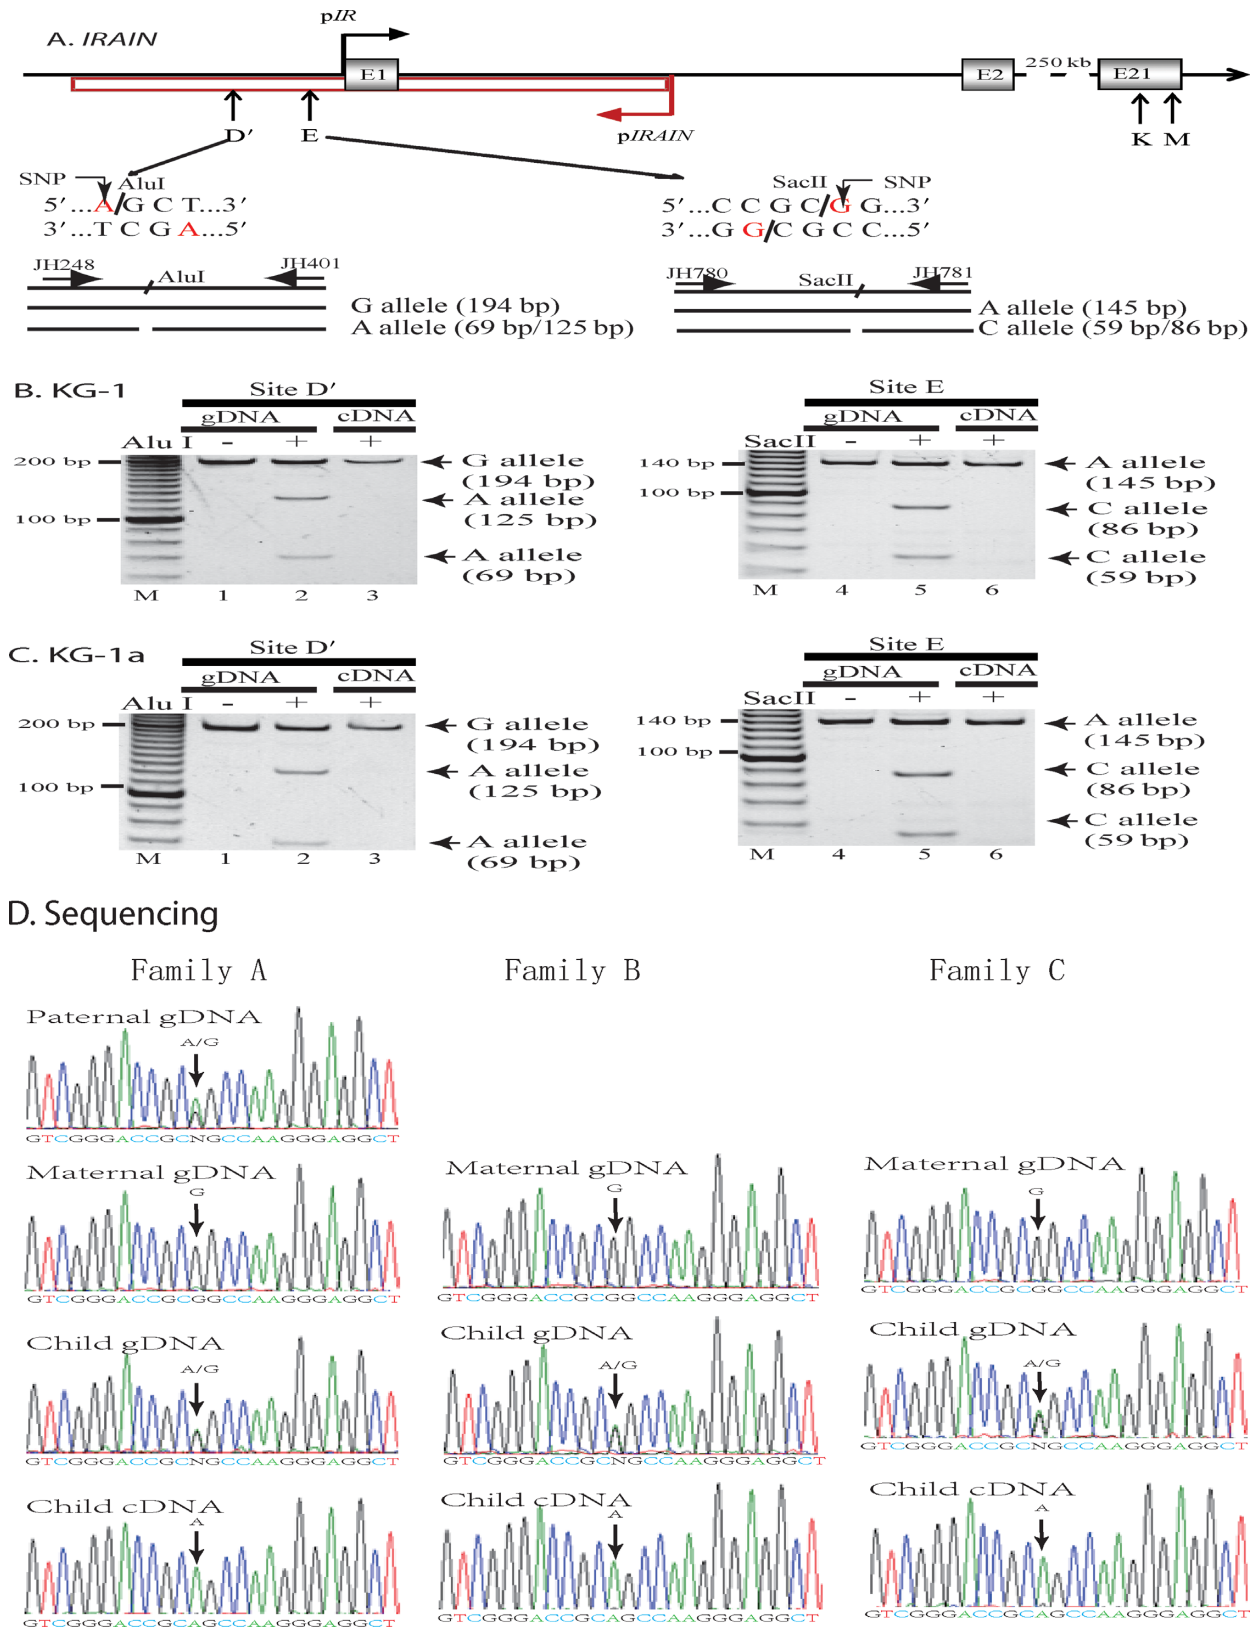 A. IRAIN
pIR
E1
E2
250 kb
E21
D′
E
pIRAIN
K M
SNP
AluI
5′...A/G C T...3′
3′...T C G A...5′
SacII
SNP
5′...C C G C/G G...3′
3′...G G/C G C C...5′
JH248
AluI
JH401
G allele (194 bp)
A allele (69 bp/125 bp)
JH780
SacII
JH781
A allele (145 bp)
C allele (59 bp/86 bp)
B. KG-1
Site D′
gDNA
cDNA
Alu I
-
+
+
200 bp
100 bp
G allele
(194 bp)
A allele
(125 bp)
A allele
(69 bp)
M
1
2
3
Site E
gDNA
cDNA
SacII
-
+
+
140 bp
100 bp
A allele
(145 bp)
C allele
(86 bp)
C allele
(59 bp)
M
4
5
6
C. KG-1a
Site D′
gDNA
cDNA
Alu I
-
+
+
200 bp
100 bp
G allele
(194 bp)
A allele
(125 bp)
A allele
(69 bp)
M
1
2
3
Site E
gDNA
cDNA
SacII
-
+
+
140 bp
100 bp
A allele
(145 bp)
C allele
(86 bp)
C allele
(59 bp)
M
4
5
6
D. Sequencing
Family A
Paternal gDNA
A/G
GTCGGGACCGCNGCCAAGGGAGGCT
Maternal gDNA
G
GTCGGGACCGCGGCCAAGGGAGGCT
Child gDNA
A/G
GTCGGGACCGCNGCCAAGGGAGGCT
Child cDNA
A
GTCGGGACCGCAGCCAAGGGAGGCT
Family B
Maternal gDNA
G
GTCGGGACCGCGGCCAAGGGAGGCT
Child gDNA
A/G
GTCGGGACCGCNGCCAAGGGAGGCT
Child cDNA
A
GTCGGGACCGCAGCCAAGGGAGGCT
Family C
Maternal gDNA
G
GTCGGGACCGCGGCCAAGGGAGGCT
Child gDNA
A/G
GTCGGGACCGCNGCCAAGGGAGGCT
Child cDNA
A
GTCGGGACCGCAGCCAAGGGAGGCT